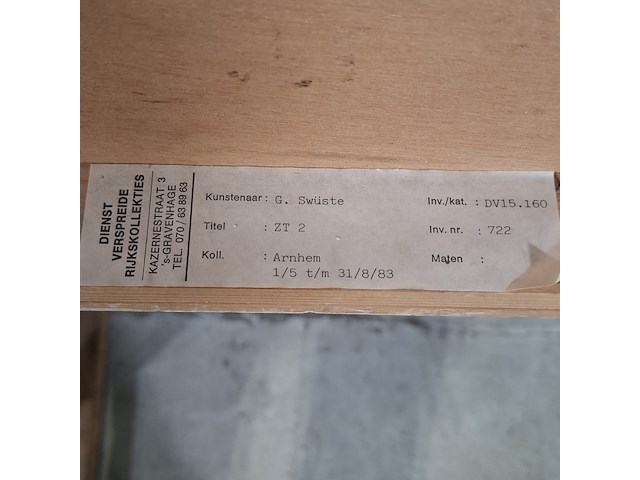 DIENST
VERSPREIDE
RIJKSKOLLEKTIES
KAZERNESTRAAT 3
's-GRAVENHAGE
TEL. 070 / 63 89 63
Kunstenaar : G. Swüste
Titel : ZT 2
Koll. : Arnhem
1/5 t/m 31/8/83
Inv./kat. : DV15.160
Inv. nr. : 722
Maten :